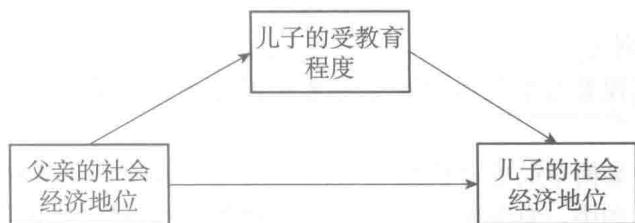 儿子的受教育
程度
父亲的社会
经济地位
儿子的社会
经济地位